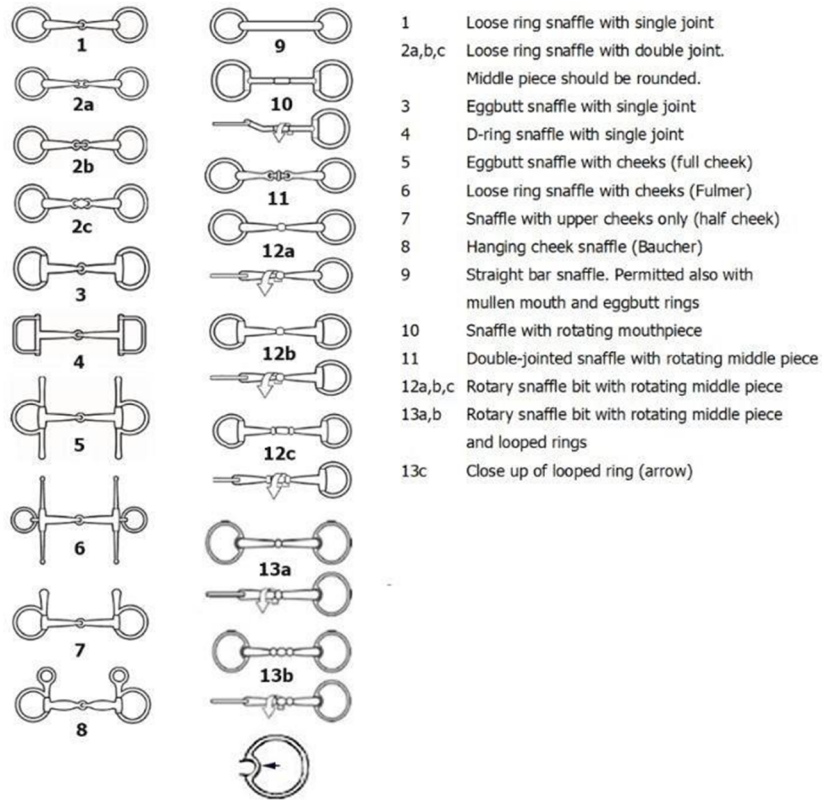 1
2a
2b
2c
3
4
5
6
7
8
9
10
11
12a
12b
12c
13a
13b
1 Loose ring snaffle with single joint
2a,b,c Loose ring snaffle with double joint.
Middle piece should be rounded.
3 Eggbutt snaffle with single joint
4 D-ring snaffle with single joint
5 Eggbutt snaffle with cheeks (full cheek)
6 Loose ring snaffle with cheeks (Fulmer)
7 Snaffle with upper cheeks only (half cheek)
8 Hanging cheek snaffle (Baucher)
9 Straight bar snaffle. Permitted also with
mullen mouth and eggbutt rings
10 Snaffle with rotating mouthpiece
11 Double-jointed snaffle with rotating middle piece
12a,b,c Rotary snaffle bit with rotating middle piece
13a,b Rotary snaffle bit with rotating middle piece
and looped rings
13c Close up of looped ring (arrow)